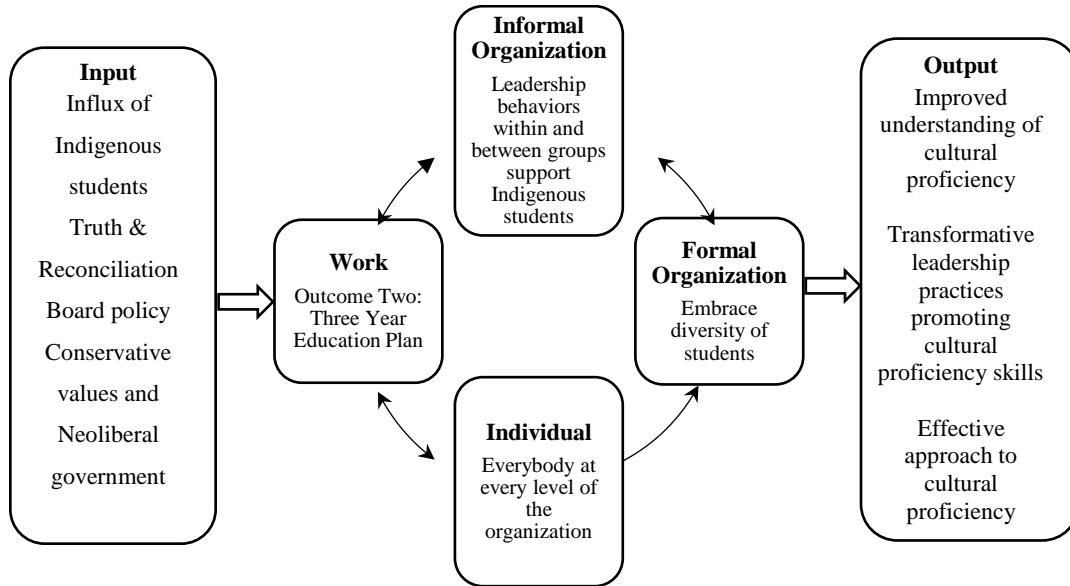 Input
Influx of
Indigenous
students
Truth &
Reconciliation
Board policy
Conservative
values and
Neoliberal
government
Work
Outcome Two:
Three Year
Education Plan
Informal
Organization
Leadership
behaviors
within and
between groups
support
Indigenous
students
Individual
Everybody at
every level of
the
organization
Formal
Organization
Embrace
diversity of
students
Output
Improved
understanding of
cultural
proficiency
Transformative
leadership
practices
promoting
cultural
proficiency skills
Effective
approach to
cultural
proficiency